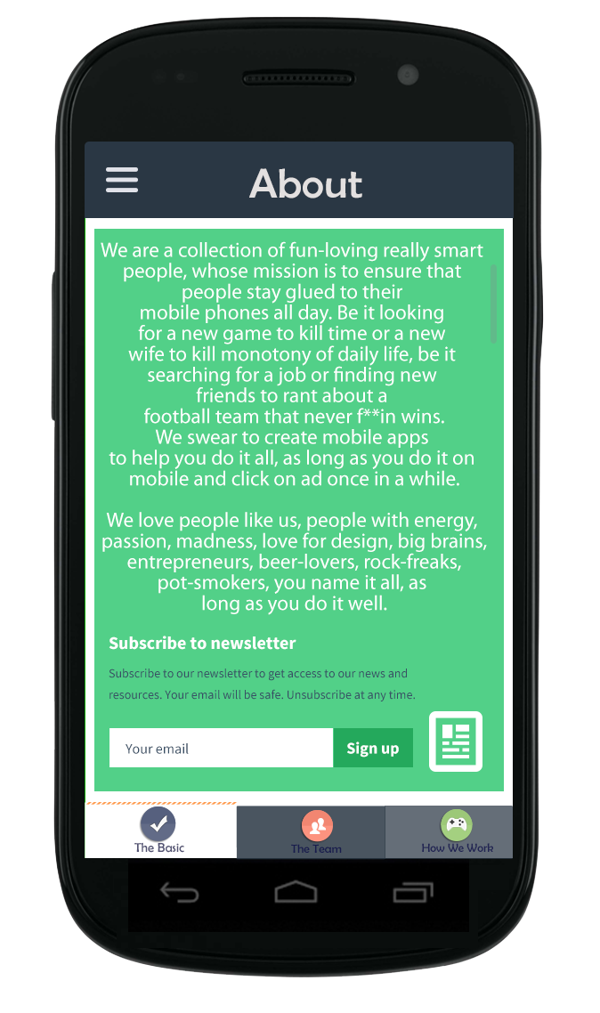 About
We are a collection of fun-loving really smart
people, whose mission is to ensure that
people stay glued to their
mobile phones all day. Be it looking
for a new game to kill time or a new
wife to kill monotony of daily life, be it
searching for a job or finding new
friends to rant about a
football team that never f**in wins.
We swear to create mobile apps
to help you do it all, as long as you do it on
mobile and click on ad once in a while.
We love people like us, people with energy,
passion, madness, love for design, big brains,
entrepreneurs, beer-lovers, rock-freaks,
pot-smokers, you name it all, as
long as you do it well.
Subscribe to newsletter
Subscribe to our newsletter to get access to our news and
resources. Your email will be safe. Unsubscribe at any time.
Your email
Sign up
The Basic
The Team
How We Work